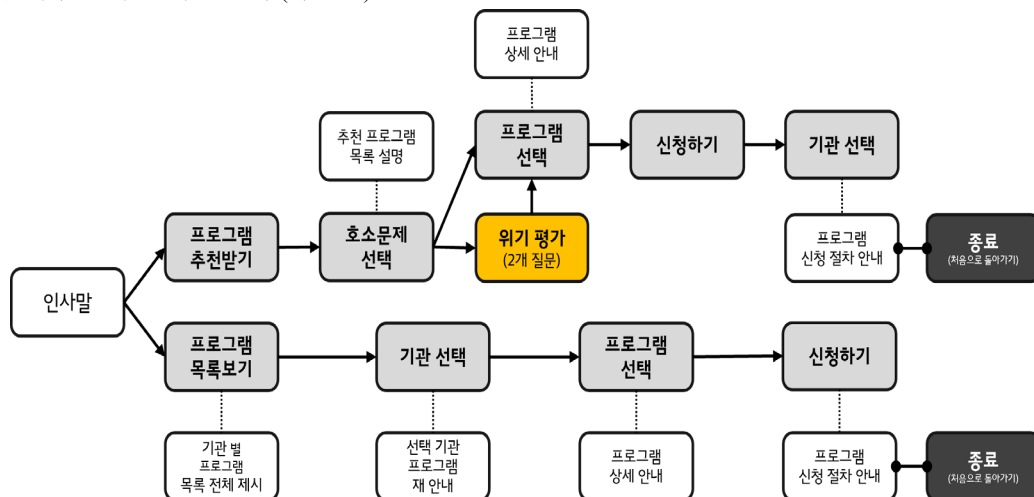 프로그램
상세 안내
추천 프로그램
목록 설명
프로그램
선택
신청하기
기관 선택
프로그램
추천받기
호소문제
선택
위기 평가
(2개 질문)
프로그램
신청 절차 안내
종료
(처음으로 돌아가기)
인사말
프로그램
목록보기
기관 선택
프로그램
선택
신청하기
기관 별
프로그램
목록 전체 제시
선택 기관
프로그램
재 안내
프로그램
상세 안내
프로그램
신청 절차 안내
종료
(처음으로 돌아가기)